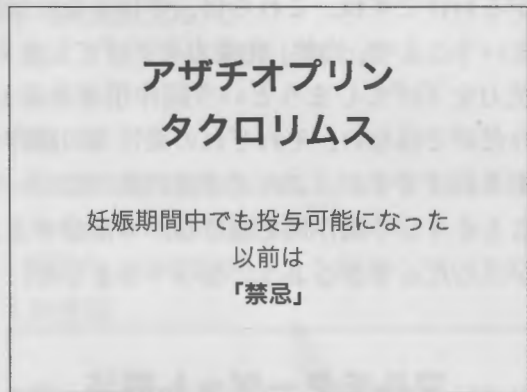 アザチオプリン
タクロリムス
妊娠期間中でも投与可能になった
以前は
「禁忌」